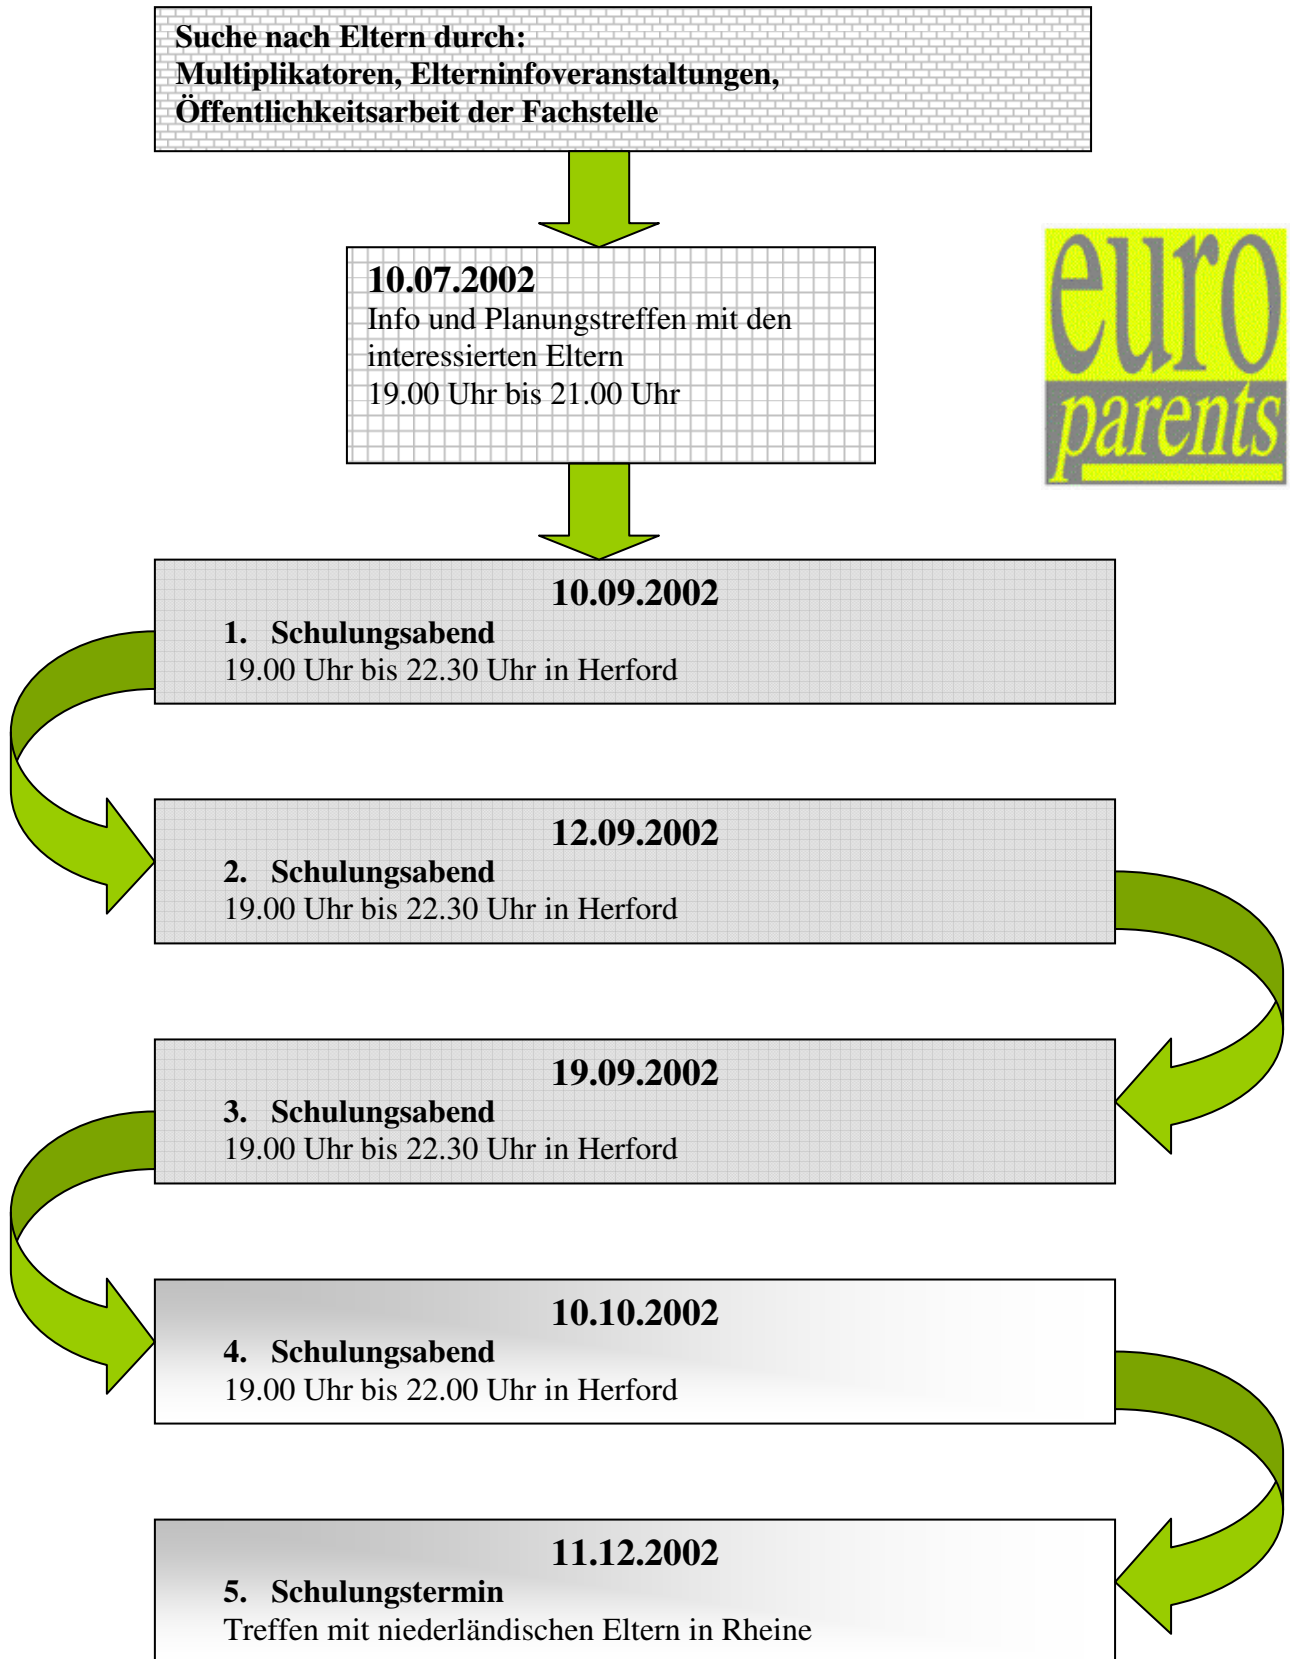 Suche nach Eltern durch:
Multiplikatoren, Elterninfoveranstaltungen,
Öffentlichkeitsarbeit der Fachstelle
10.07.2002
Info und Planungstreffen mit den
interessierten Eltern
19.00 Uhr bis 21.00 Uhr
euro
parents
10.09.2002
1. Schulungsabend
19.00 Uhr bis 22.30 Uhr in Herford
12.09.2002
2. Schulungsabend
19.00 Uhr bis 22.30 Uhr in Herford
19.09.2002
3. Schulungsabend
19.00 Uhr bis 22.30 Uhr in Herford
10.10.2002
4. Schulungsabend
19.00 Uhr bis 22.00 Uhr in Herford
11.12.2002
5. Schulungstermin
Treffen mit niederländischen Eltern in Rheine